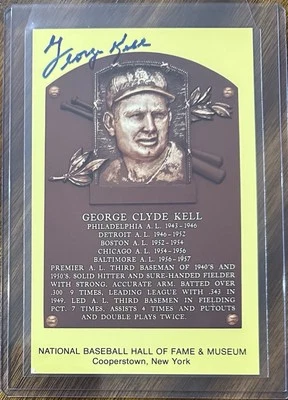 George Kell
GEORGE CLYDE KELL
PHILADELPHIA A.L. 1943-1946
DETROIT A.L. 1946-1952
BOSTON A.L. 1952-1954
CHICAGO A.L. 1954-1956
BALTIMORE A.L. 1956-1957
PREMIER A.L. THIRD BASEMAN OF 1940'S AND
1950'S. SOLID HITTER AND SURE-HANDED FIELDER
WITH STRONG, ACCURATE ARM. BATTED OVER
.300 9 TIMES, LEADING LEAGUE WITH .343 IN
1949. LED A.L. THIRD BASEMEN IN FIELDING
PCT. 7 TIMES, ASSISTS 4 TIMES AND PUTOUTS
AND DOUBLE PLAYS TWICE.
NATIONAL BASEBALL HALL OF FAME & MUSEUM
Cooperstown, New York